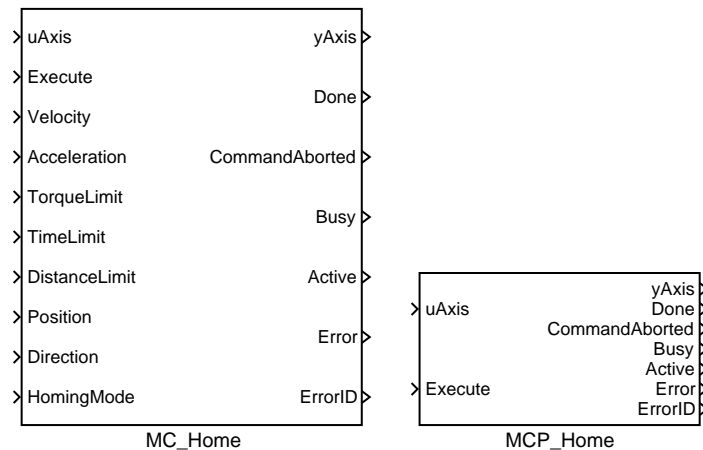 uAxis
Execute
Velocity
Acceleration
TorqueLimit
TimeLimit
DistanceLimit
Position
Direction
HomingMode
yAxis
Done
CommandAborted
Busy
Active
Error
ErrorID
MC_Home
uAxis
Execute
yAxis
Done
CommandAborted
Busy
Active
Error
ErrorID
MCP_Home